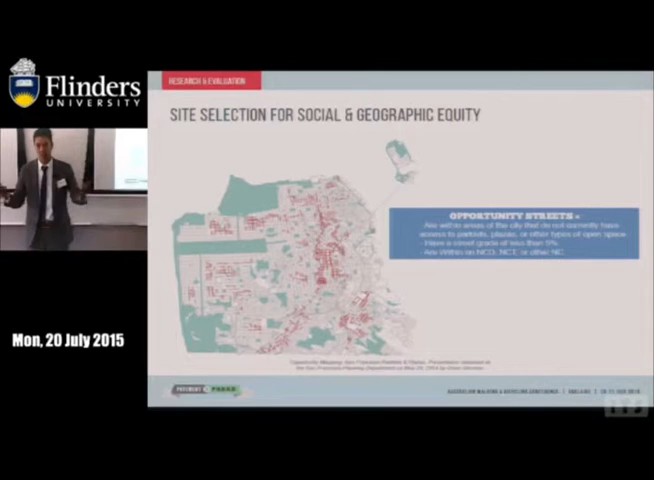 Flinders
UNIVERSITY
RESEARCH & EVALUATION
SITE SELECTION FOR SOCIAL & GEOGRAPHIC EQUITY
OPPORTUNITY STREETS =
- Are within areas of the city that do not currently have
access to parklets, plazas, or other types of open space
- Have a street grade of less than 5%
- Are Within an NCD, NCT, or other NC
Mon, 20 July 2015
PAVEMENT PARKS